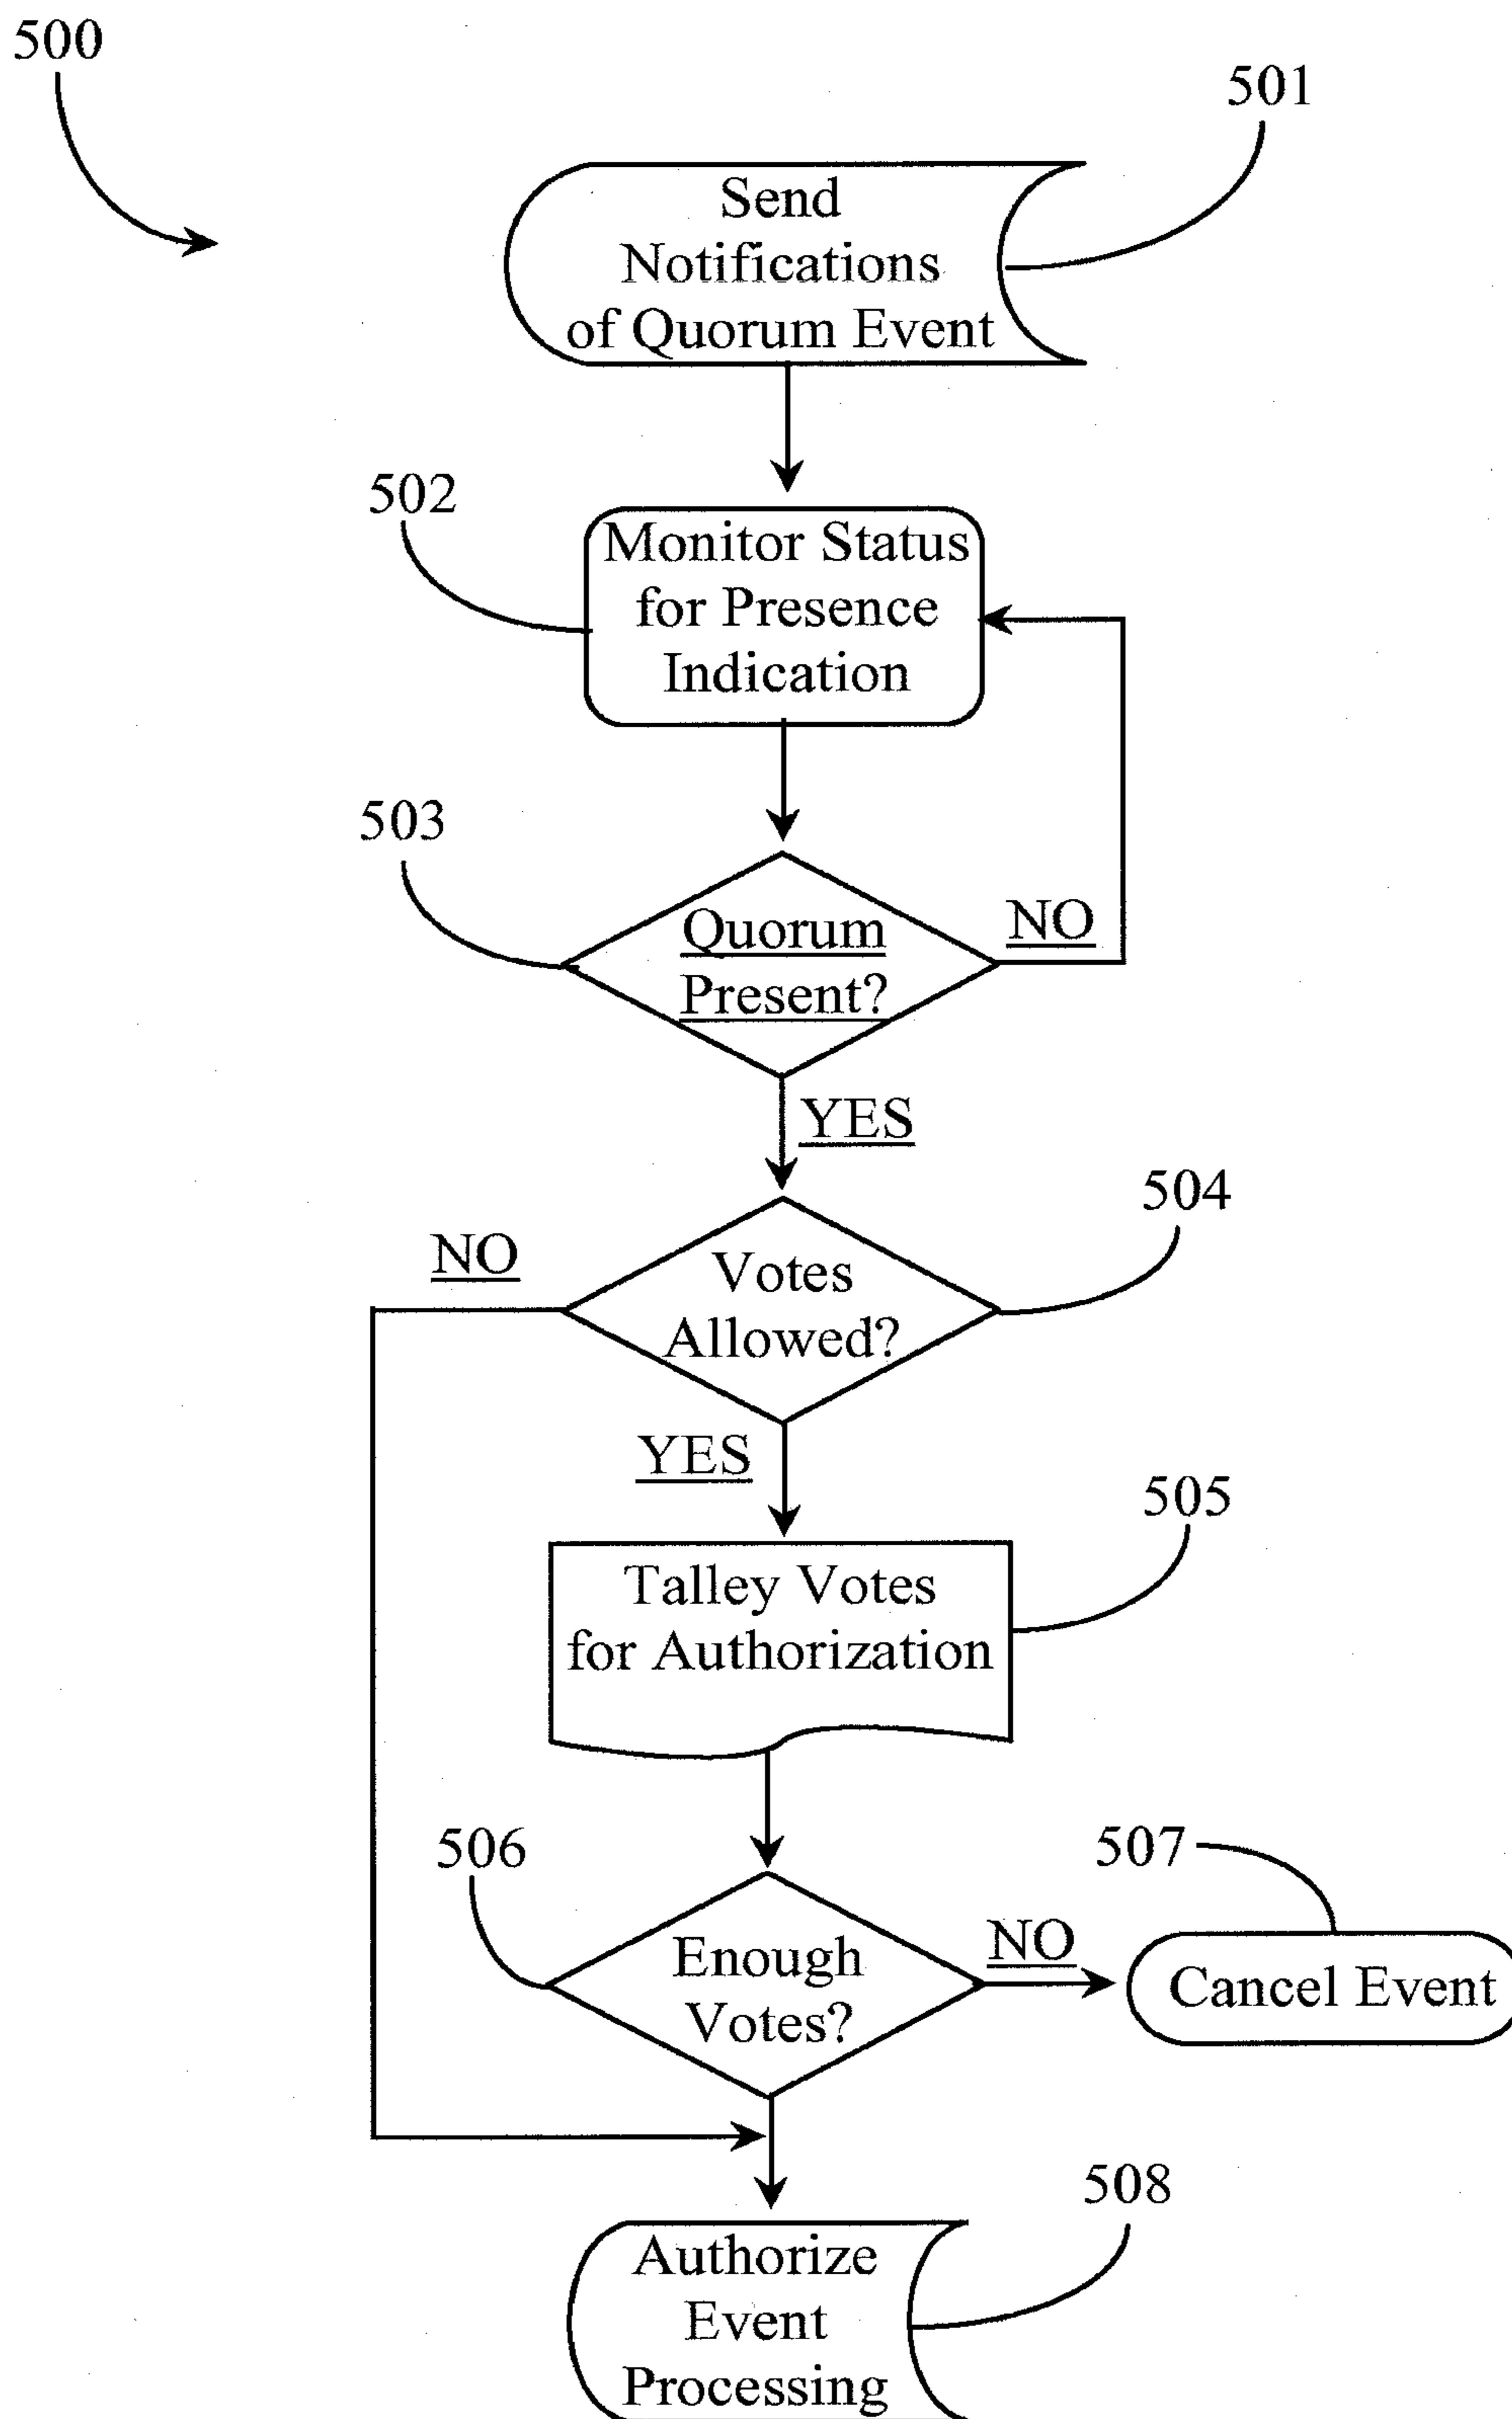 500
501
Send
Notifications
of Quorum Event
502
Monitor Status
for Presence
Indication
503
Quorum
Present?
NO
YES
504
NO
Votes
Allowed?
YES
505
Talley Votes
for Authorization
506
507
Enough
Votes?
NO
Cancel Event
508
Authorize
Event
Processing